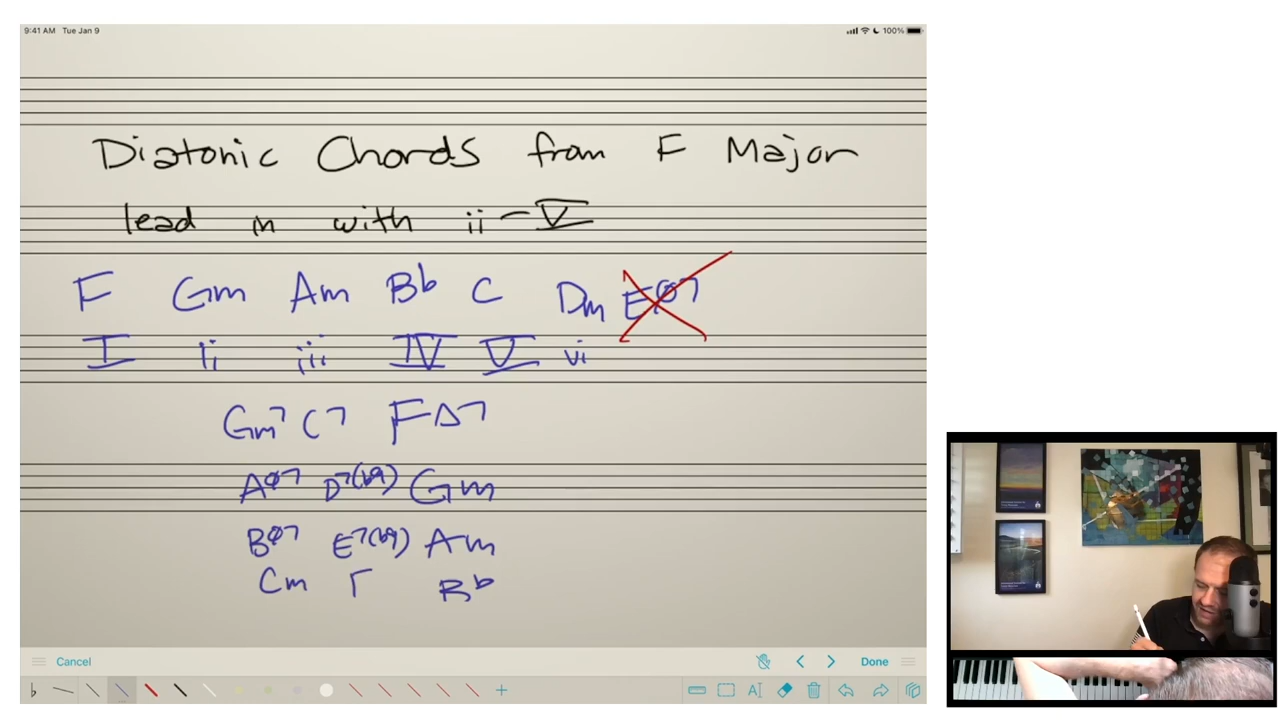 9:41 AM Tue Jan 9 100%
Diatonic Chords from F Major
lead in with ii – V
F Gm Am Bb C Dm EØ7
I ii iii IV V vi
Gm7 C7 FΔ7
AØ7 D7(b9) Gm
BØ7 E7(b9) Am
Cm Bb
Cancel Done